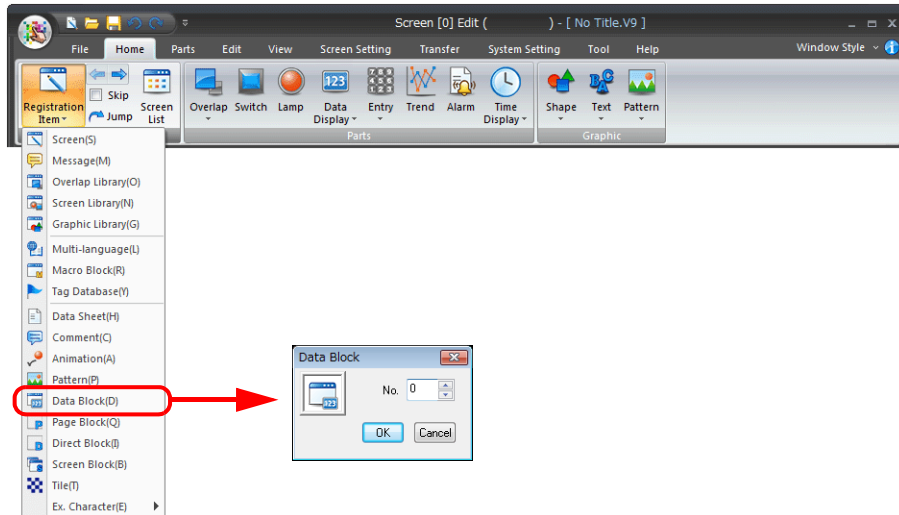 Screen [0] Edit ( ) - [ No Title.V9 ]
File Home Parts Edit View Screen Setting Transfer System Setting Tool Help Window Style
Skip
Jump
Registration
Item
Screen
List
Overlap Switch Lamp Data
Display Entry Trend Alarm Time
Display Shape Text Pattern
Parts Graphic
Screen(S)
Message(M)
Overlap Library(O)
Screen Library(N)
Graphic Library(G)
Multi-language(L)
Macro Block(R)
Tag Database(Y)
Data Sheet(H)
Comment(C)
Animation(A)
Pattern(P)
Data Block(D)
Page Block(Q)
Direct Block(I)
Screen Block(B)
Tile(T)
Ex. Character(E)
Data Block
No. 0
123
OK Cancel